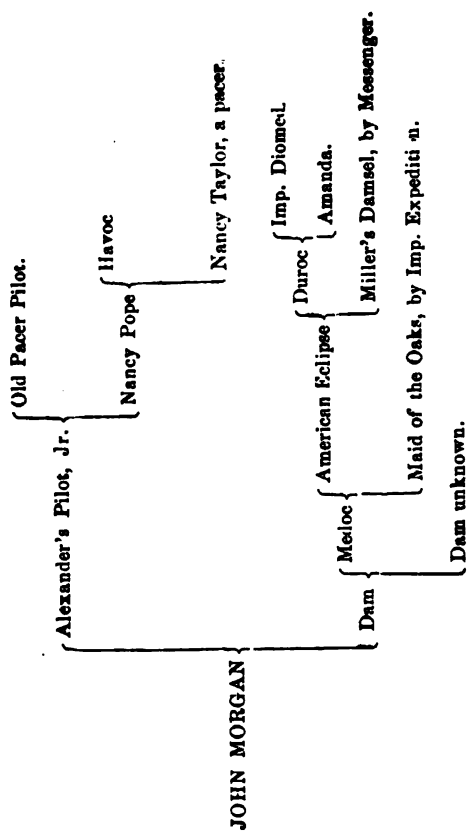 Old Pacer Pilot.
Alexander's Pilot, Jr.
Havoc
Nancy Pope
Nancy Taylor, a pacer.
JOHN MORGAN
Imp. Diomed.
Duroc
Amanda.
American Eclipse
Miller's Damsel, by Messenger.
Medoc
Maid of the Oaks, by Imp. Expediti n.
Dam
Dam unknown.